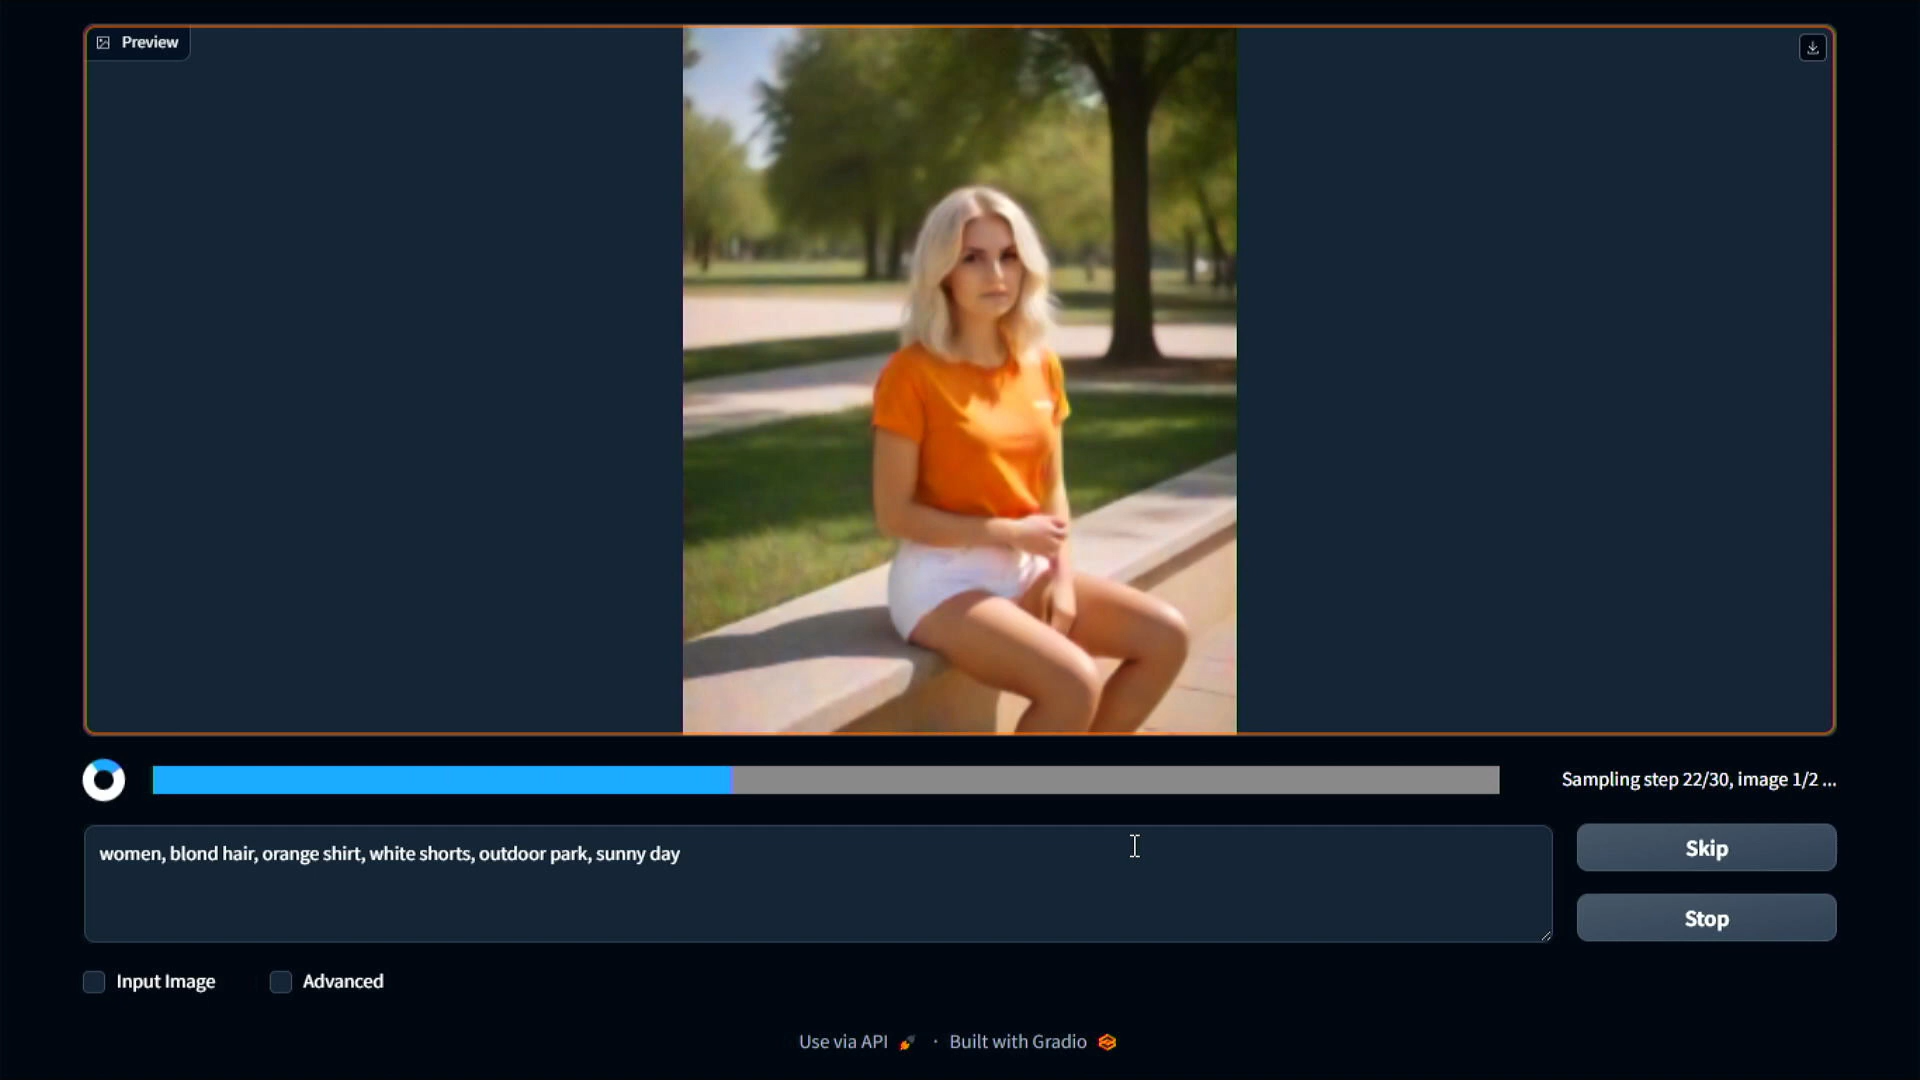 Preview
Sampling step 22/30, image 1/2 ...
women, blond hair, orange shirt, white shorts, outdoor park, sunny day
Skip
Stop
Input Image
Advanced
Use via API · Built with Gradio